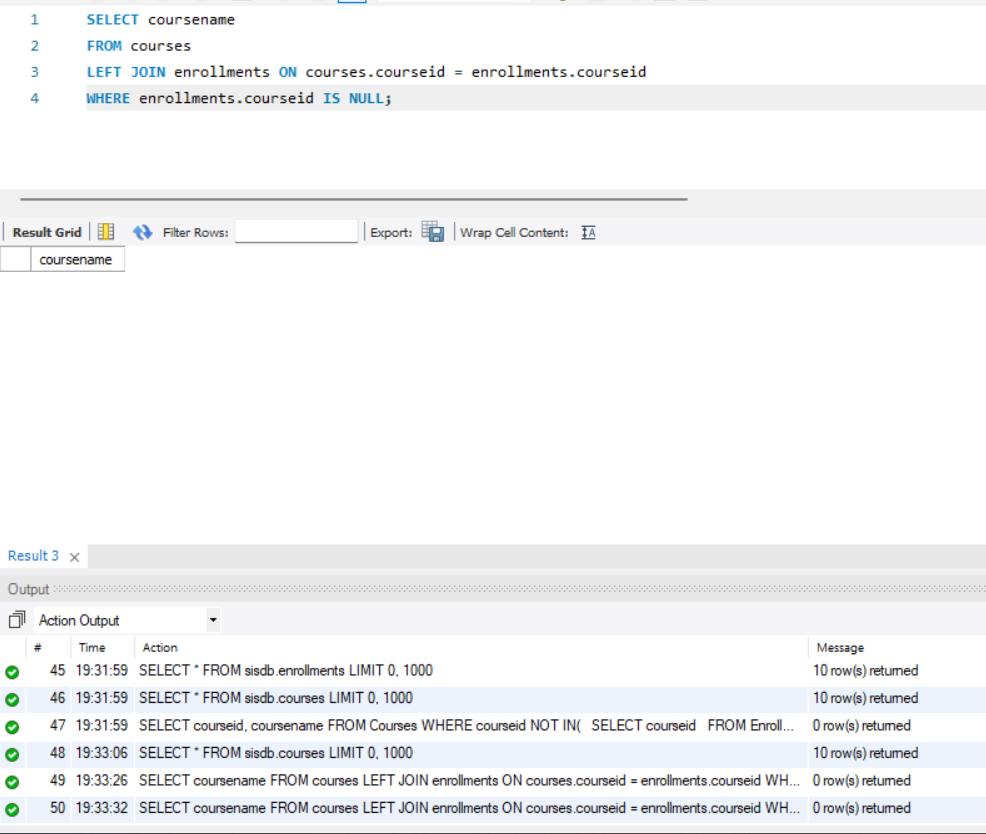 1 SELECT coursename
2 FROM courses
3 LEFT JOIN enrollments ON courses.courseid = enrollments.courseid
4 WHERE enrollments.courseid IS NULL;
Result Grid Filter Rows: Export: Wrap Cell Content: IA
coursename
Result 3 ×
Output
Action Output
# Time Action Message
45 19:31:59 SELECT * FROM sisdb.enrollments LIMIT 0, 1000 10 row(s) returned
46 19:31:59 SELECT * FROM sisdb.courses LIMIT 0, 1000 10 row(s) returned
47 19:31:59 SELECT courseid, coursename FROM Courses WHERE courseid NOT IN( SELECT courseid FROM Enroll... 0 row(s) returned
48 19:33:06 SELECT * FROM sisdb.courses LIMIT 0, 1000 10 row(s) returned
49 19:33:26 SELECT coursename FROM courses LEFT JOIN enrollments ON courses.courseid = enrollments.courseid WH... 0 row(s) returned
50 19:33:32 SELECT coursename FROM courses LEFT JOIN enrollments ON courses.courseid = enrollments.courseid WH... 0 row(s) returned